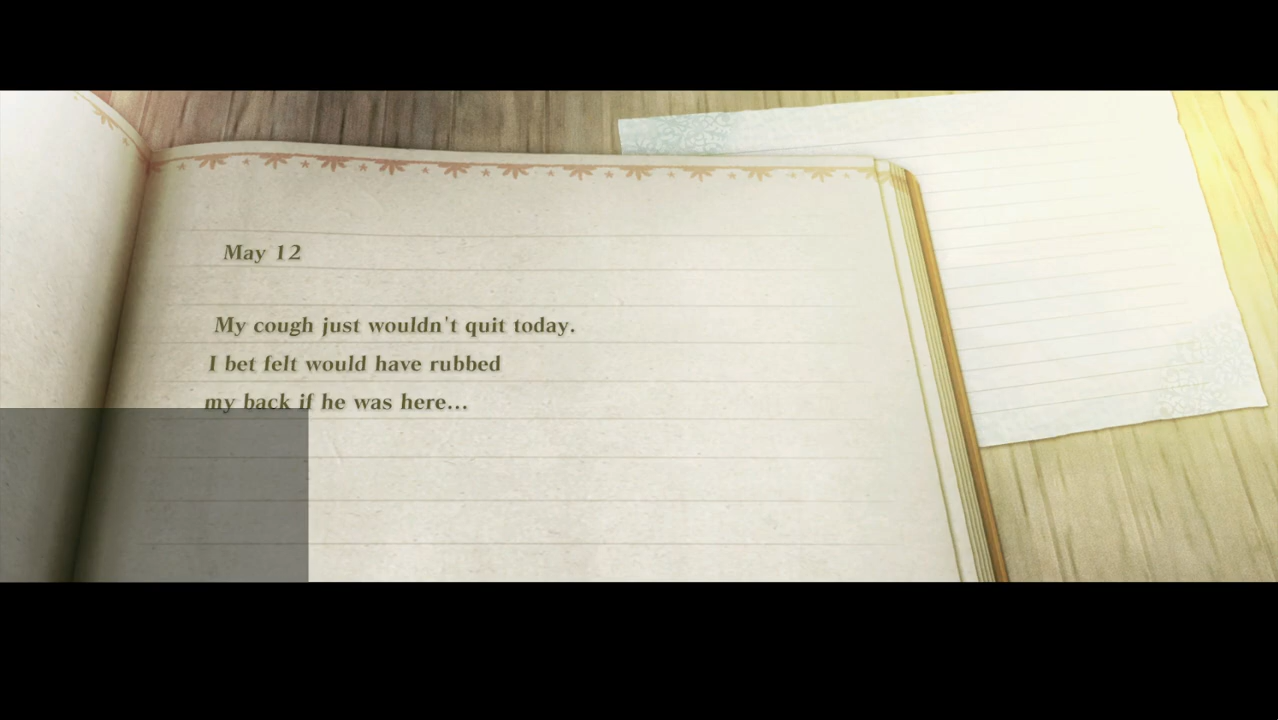 May 12
My cough just wouldn't quit today.
I bet felt would have rubbed
my back if he was here...